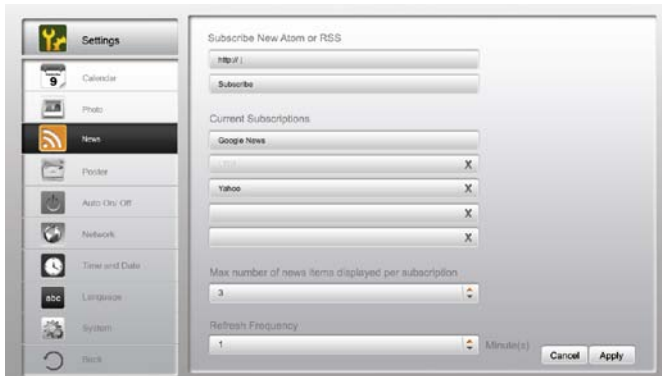 Settings
9
Calendar
Photo
News
Poster
Auto On/ Off
Network
Time and Date
abc
Language
System
Back
Subscribe New Atom or RSS
http:// |
Subscribe
Current Subscriptions
Google News
X
Yahoo
X
X
X
Max number of news items displayed per subscription
3
Refresh Frequency
1
Minute(s)
Cancel
Apply